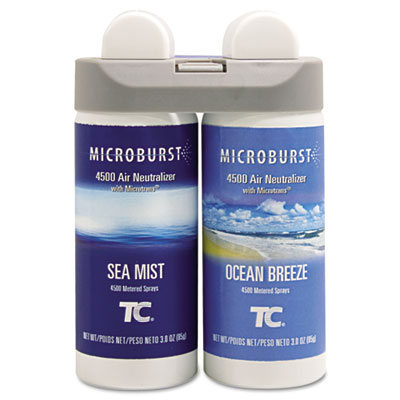 MICROBURST
4500 Air Neutralizer
with Microtrans®
SEA MIST
4500 Metered Sprays
TC®
NET WT/POIDS NET/PESO NETO 3.0 OZ (85g)
MICROBURST
4500 Air Neutralizer
with Microtrans®
OCEAN BREEZE
4500 Metered Sprays
TC®
NET WT/POIDS NET/PESO NETO 3.0 OZ (85g)